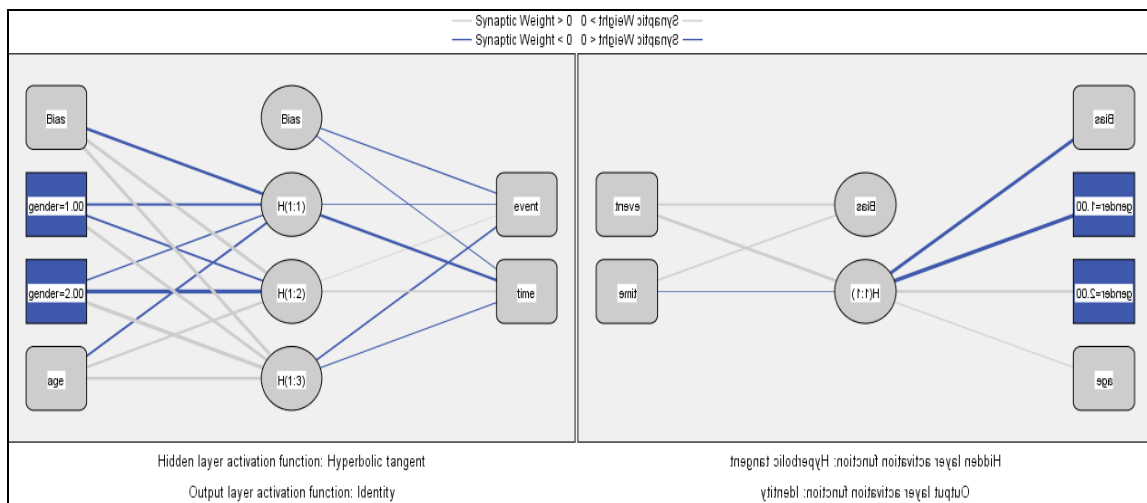 Synaptic Weight > 0 Synaptic Weight > 0
Synaptic Weight < 0 Synaptic Weight < 0
Bias
gender=1.00
gender=2.00
age
Bias
H(1:1)
H(1:2)
H(1:3)
tneve
emit
Hidden layer activation function: Hyperbolic tangent
Output layer activation function: Identity
event
time
Bias
H(1:1)
Bias
gender=1.00
gender=2.00
age
Hidden layer activation function: Hyperbolic tangent
Output layer activation function: Identity